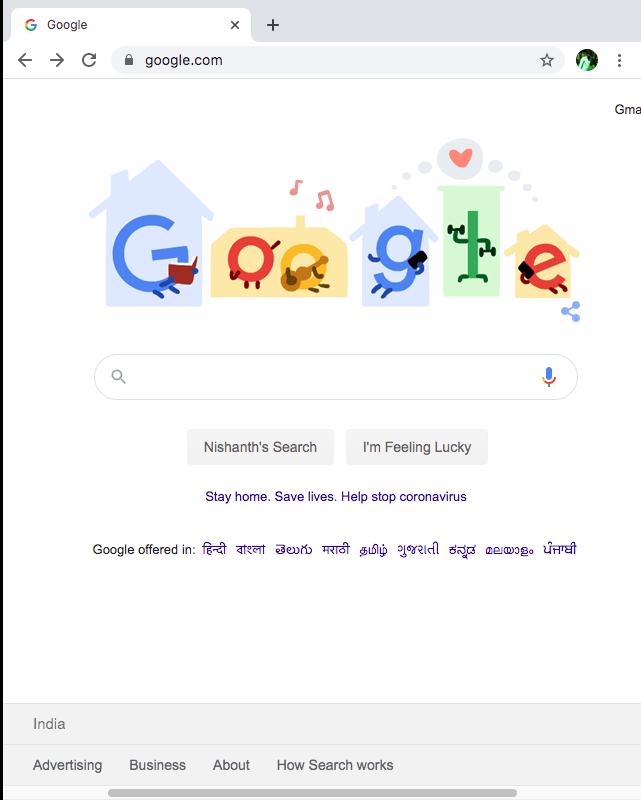 Google
google.com
Gma
Google
Nishanth's Search I'm Feeling Lucky
Stay home. Save lives. Help stop coronavirus
Google offered in: हिन्दी বাংলা తెలుగు मराठी தமிழ் ગુજરાતી ಕನ್ನಡ മലയാളം ਪੰਜਾਬੀ
India
Advertising Business About How Search works